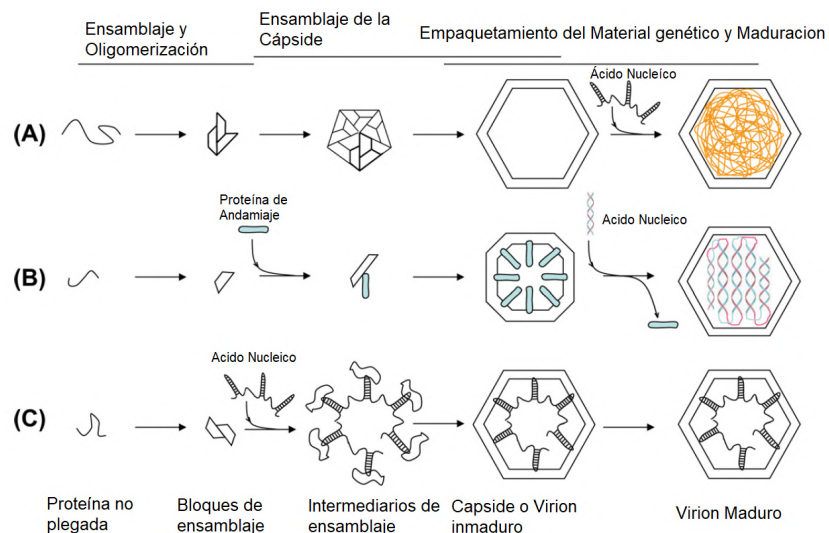 Ensamblaje y
Oligomerización
Ensamblaje de la
Cápside
Empaquetamiento del Material genético y Maduracion
(A)
Ácido Nucleíco
(B)
Proteína de
Andamiaje
Acido Nucleico
(C)
Acido Nucleico
Proteína no
plegada
Bloques de
ensamblaje
Intermediarios de
ensamblaje
Capside o Virion
inmaduro
Virion Maduro